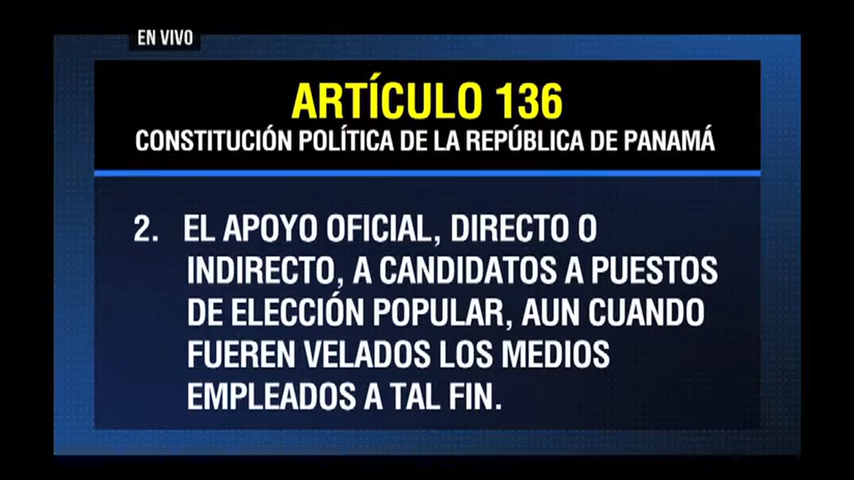 EN VIVO
ARTÍCULO 136
CONSTITUCIÓN POLÍTICA DE LA REPÚBLICA DE PANAMÁ
2. EL APOYO OFICIAL, DIRECTO O
INDIRECTO, A CANDIDATOS A PUESTOS
DE ELECCIÓN POPULAR, AUN CUANDO
FUEREN VELADOS LOS MEDIOS
EMPLEADOS A TAL FIN.